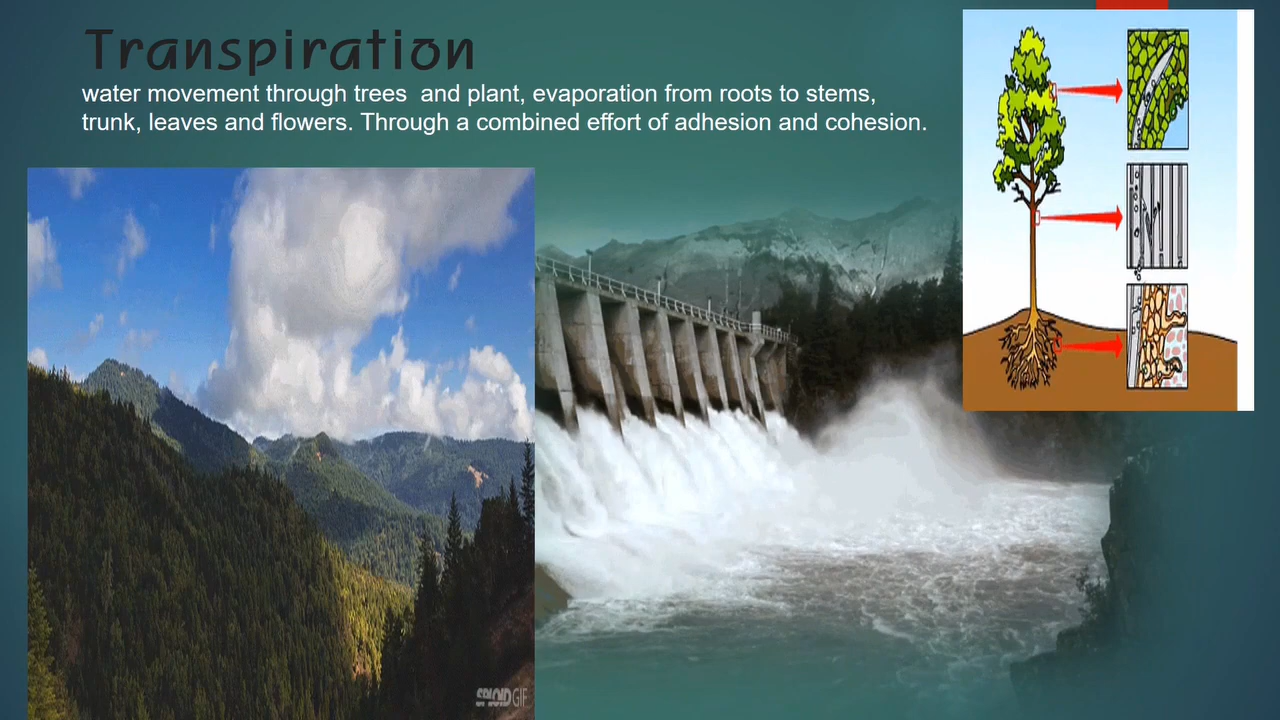 Transpiration
water movement through trees  and plant, evaporation from roots to stems,
trunk, leaves and flowers. Through a combined effort of adhesion and cohesion.
SPLOID GIF